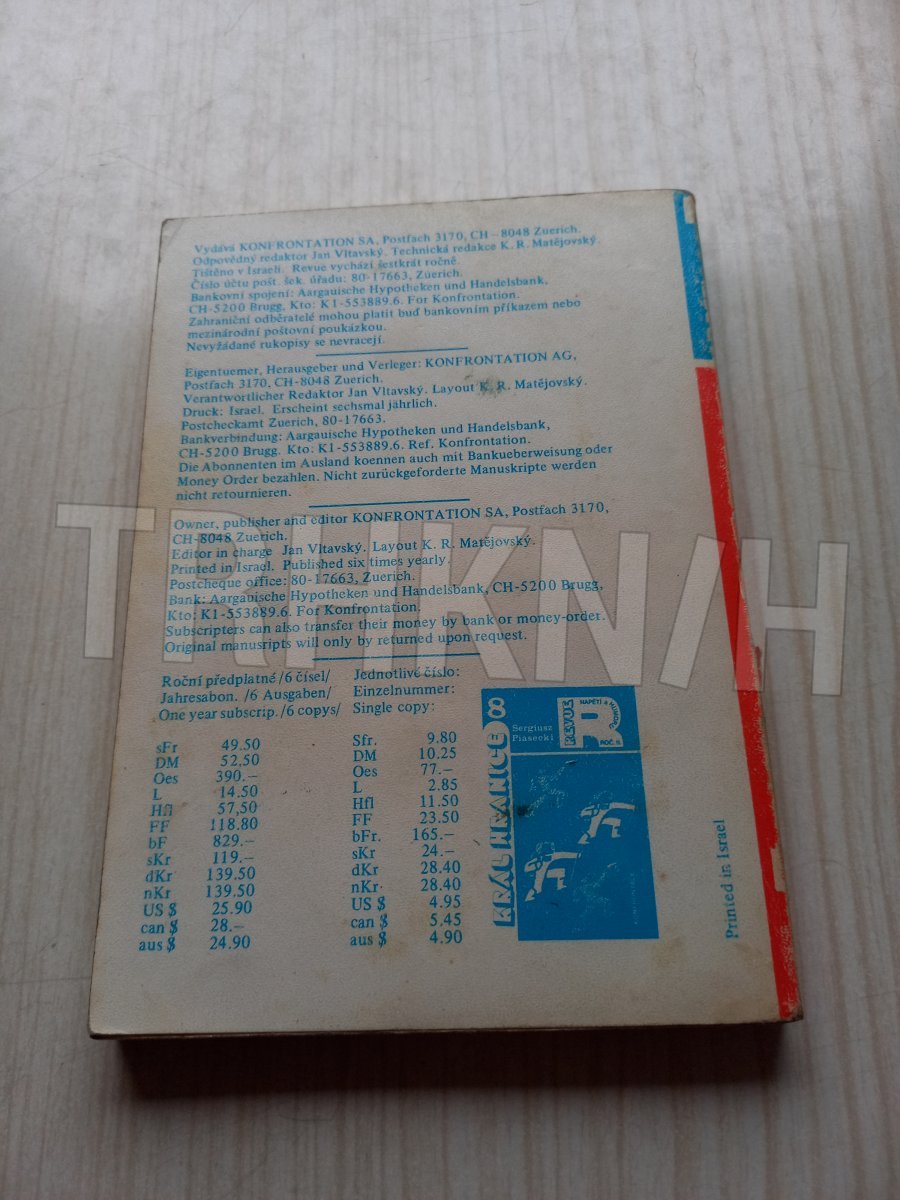 Vydává KONFRONTATION SA, Postfach 3170, CH – 8048 Zuerich.
Odpovědný redaktor Jan Vltavský. Technická redakce K. R. Matějovský.
Tištěno v Israeli. Revue vychází šestkrát ročně.
Číslo účtu pošt. šek. úřadu: 80-17663, Zuerich.
Bankovní spojení: Aargauische Hypotheken und Handelsbank,
CH-5200 Brugg, Kto: K 1-553889.6. For Konfrontation.
Zahraniční odběratelé mohou platit buď bankovním příkazem nebo
mezinárodní poštovní poukázkou.
Nevyžádané rukopisy se nevracejí.
Eigentuemer, Herausgeber und Verleger: KONFRONTATION AG,
Postfach 3170, CH-8048 Zuerich.
Verantwortlicher Redaktor Jan Vltavský. Layout K. R. Matějovský.
Druck: Israel. Erscheint sechsmal jährlich.
Postcheckamt Zuerich, 80-17663.
Bankverbindung: Aargauische Hypotheken und Handelsbank,
CH-5200 Brugg. Kto: K1-553889.6. Ref. Konfrontation.
Die Abonnenten im Ausland koennen auch mit Bankueberweisung oder
Money Order bezahlen. Nicht zurückgeforderte Manuskripte werden
nicht retournieren.
Owner, publisher and editor KONFRONTATION SA, Postfach 3170,
CH-8048 Zuerich.
Editor in charge Jan Vltavský. Layout K. R. Matějovský.
Printed in Israel. Published six times yearly.
Postcheque office: 80-17663, Zuerich.
Bank: Aargauische Hypotheken und Handelsbank, CH-5200 Brugg,
Kto: K1-553889.6. For Konfrontation.
Subscripters can also transfer their money by bank or money-order.
Original manusripts will only by returned upon request.
Roční předplatné /6 čísel/ Jednotlivé číslo:
Jahresabon. /6 Ausgaben/ Einzelnummer:
One year subscrip. /6 copys/ Single copy:
sFr 49.50 Sfr. 9.80
DM 52,50 DM 10.25
Oes 390.– Oes 77.–
L 14.50 L 2.85
Hfl 57,50 Hfl 11.50
FF 118.80 FF 23.50
bF 829.– bFr. 165.–
sKr 119.– sKr 24.–
dKr 139.50 dKr 28.40
nKr 139.50 nKr 28.40
US $ 25.90 US $ 4.95
can $ 28.– can $ 5.45
aus $ 24.90 aus $ 4.90
KRÁL HRANICE 8
Sergiusz
Piasecki
REVUE
NAPĚTÍ A
R
ROČ. II.
Printed in Israel
TRHKNIH